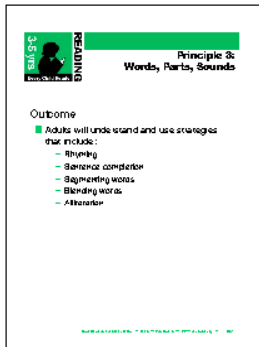 READING
3-5 yrs
Every Child Reads
Principle 3:
Words, Parts, Sounds
Outcome
Adults will understand and use strategies
that include:
– Rhyming
– Sentence completion
– Segmenting words
– Blending words
– Alliteration